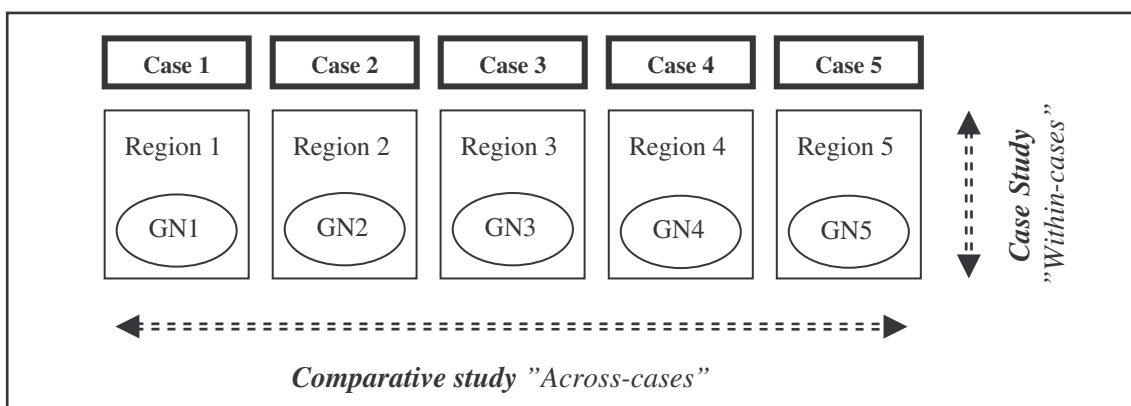 Case 1 Case 2 Case 3 Case 4 Case 5
Region 1 Region 2 Region 3 Region 4 Region 5
GN1 GN2 GN3 GN4 GN5
Case Study
”Within-cases”
Comparative study ”Across-cases”